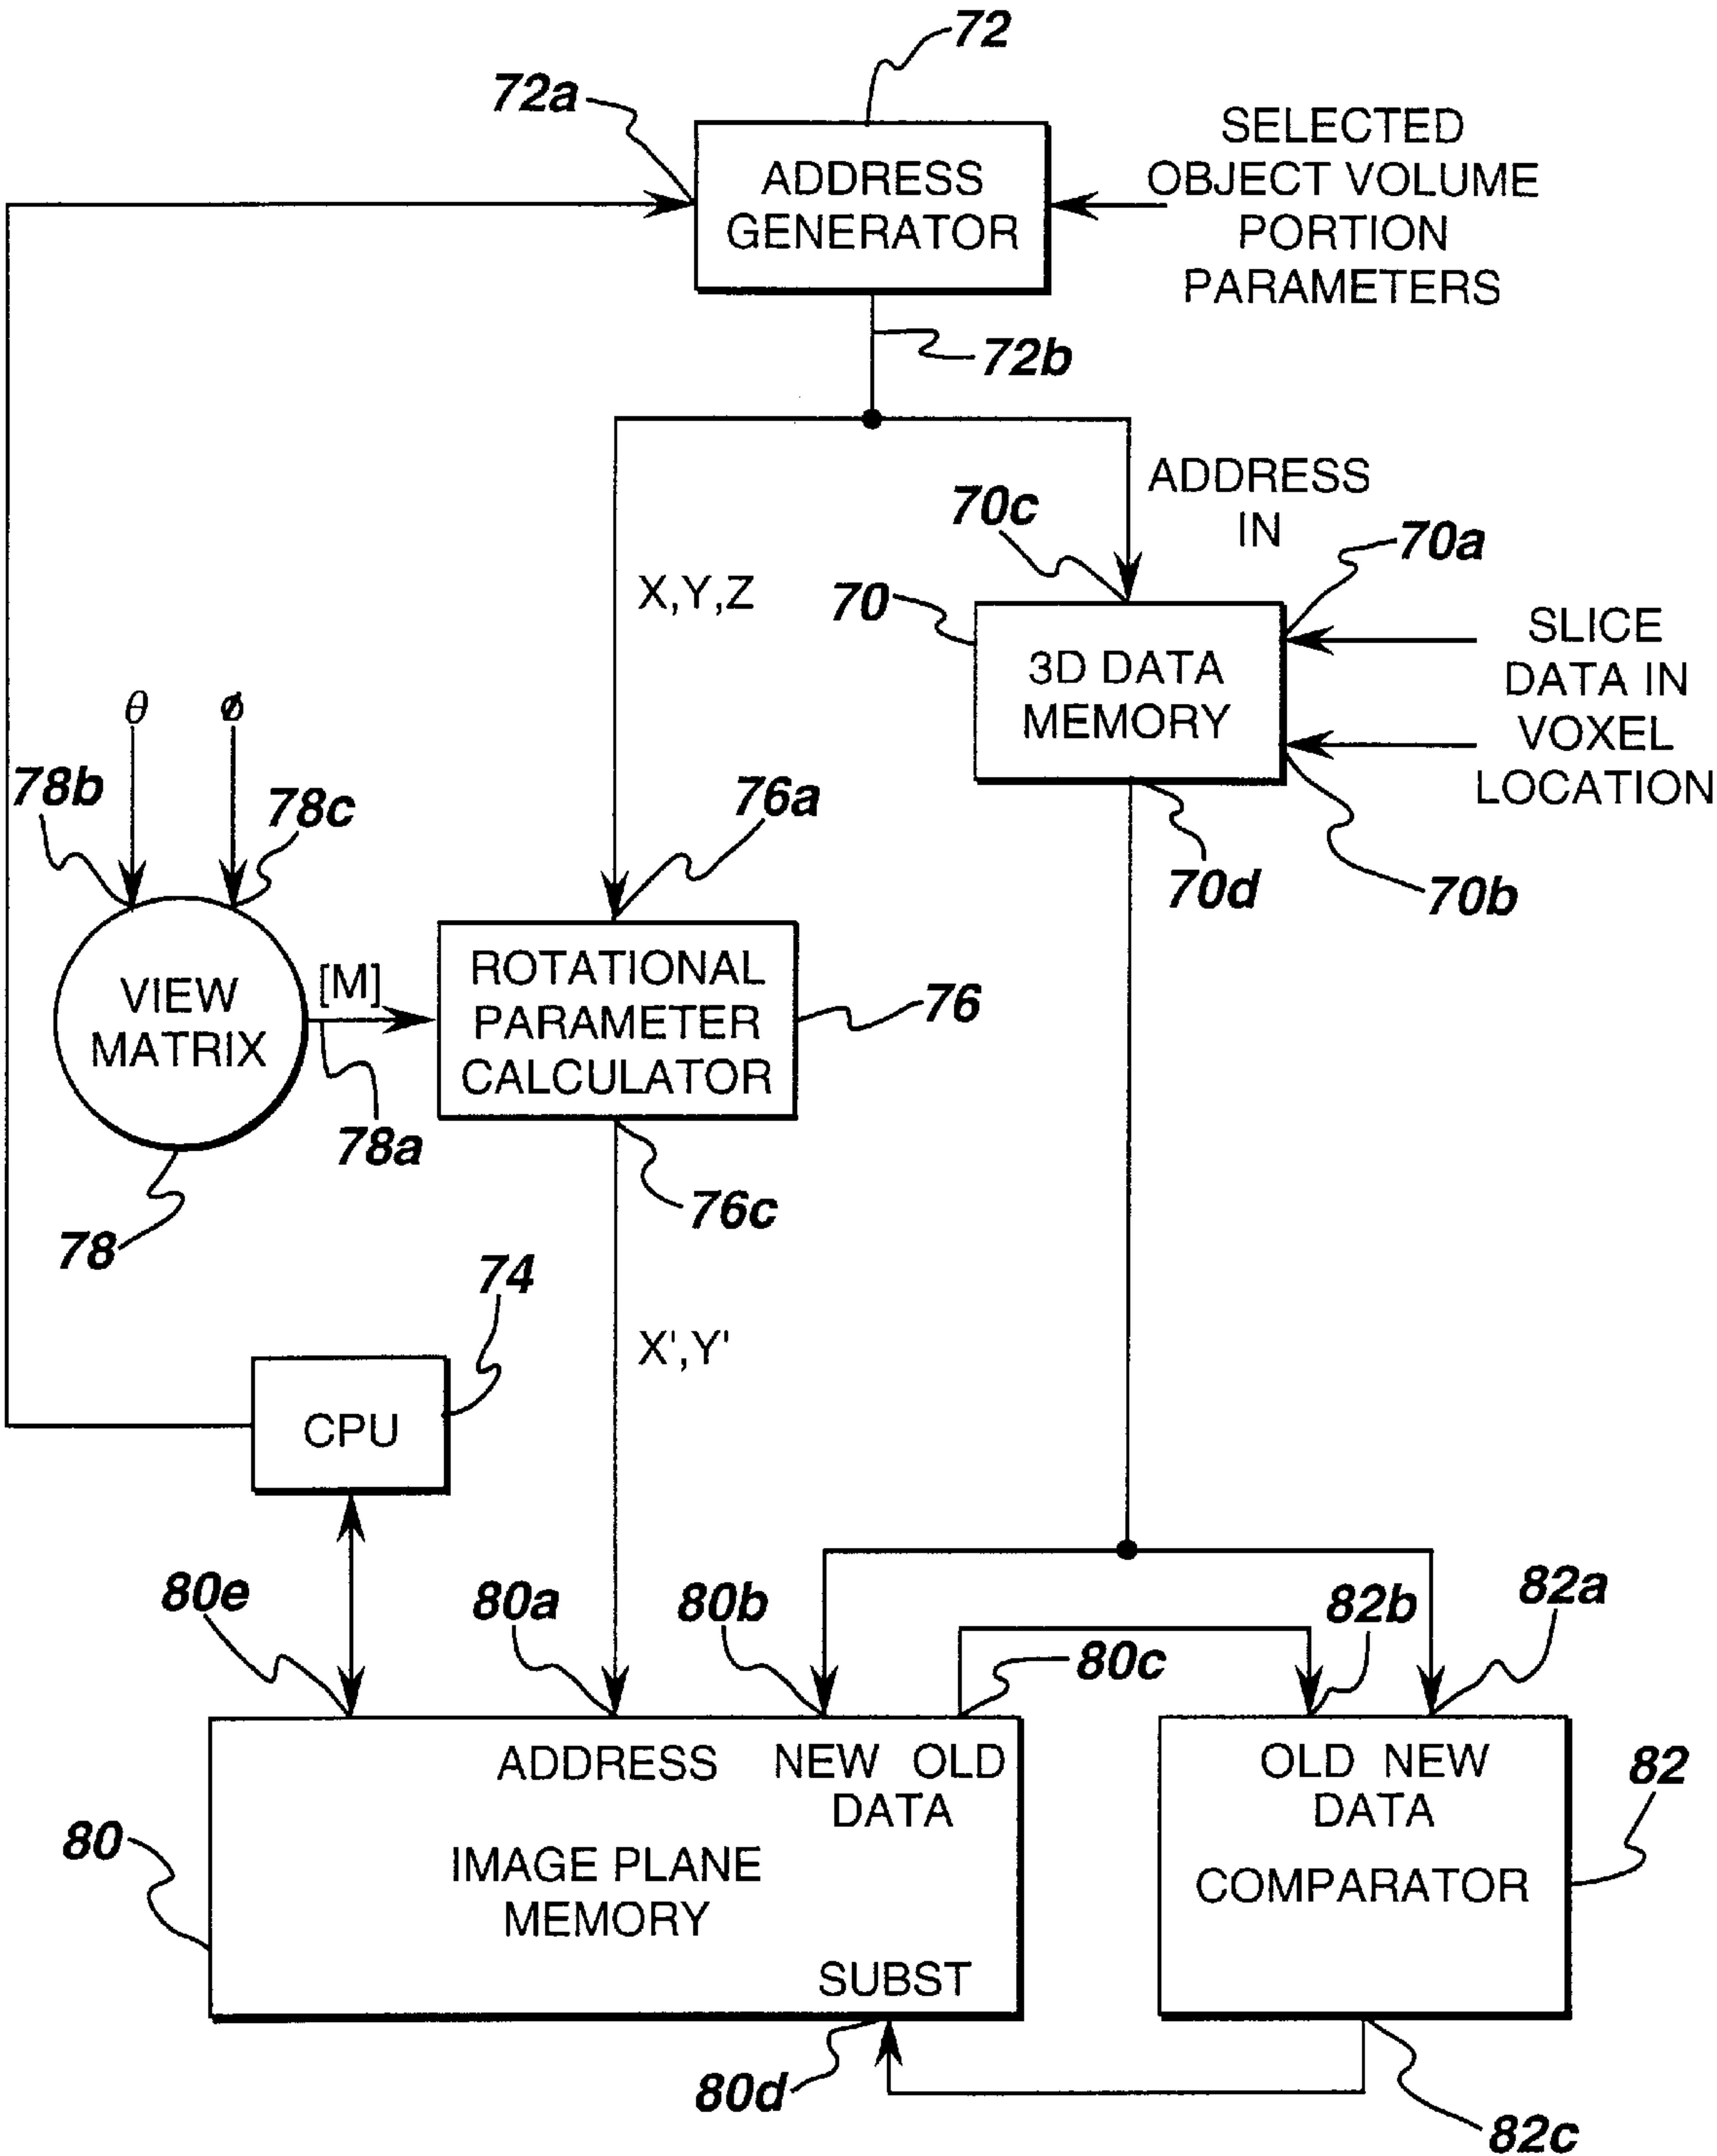 72
72a
ADDRESS
GENERATOR
SELECTED
OBJECT VOLUME
PORTION
PARAMETERS
72b
ADDRESS
IN
70c
70a
X,Y,Z
70
3D DATA
MEMORY
SLICE
DATA IN
VOXEL
LOCATION
θ
ø
78b
78c
76a
70d
70b
VIEW
MATRIX
[M]
ROTATIONAL
PARAMETER
CALCULATOR
76
78a
76c
78
74
X',Y'
CPU
80e
80a
80b
80c
82b
82a
ADDRESS
NEW OLD
DATA
OLD NEW
DATA
82
80
IMAGE PLANE
MEMORY
COMPARATOR
SUBST
80d
82c